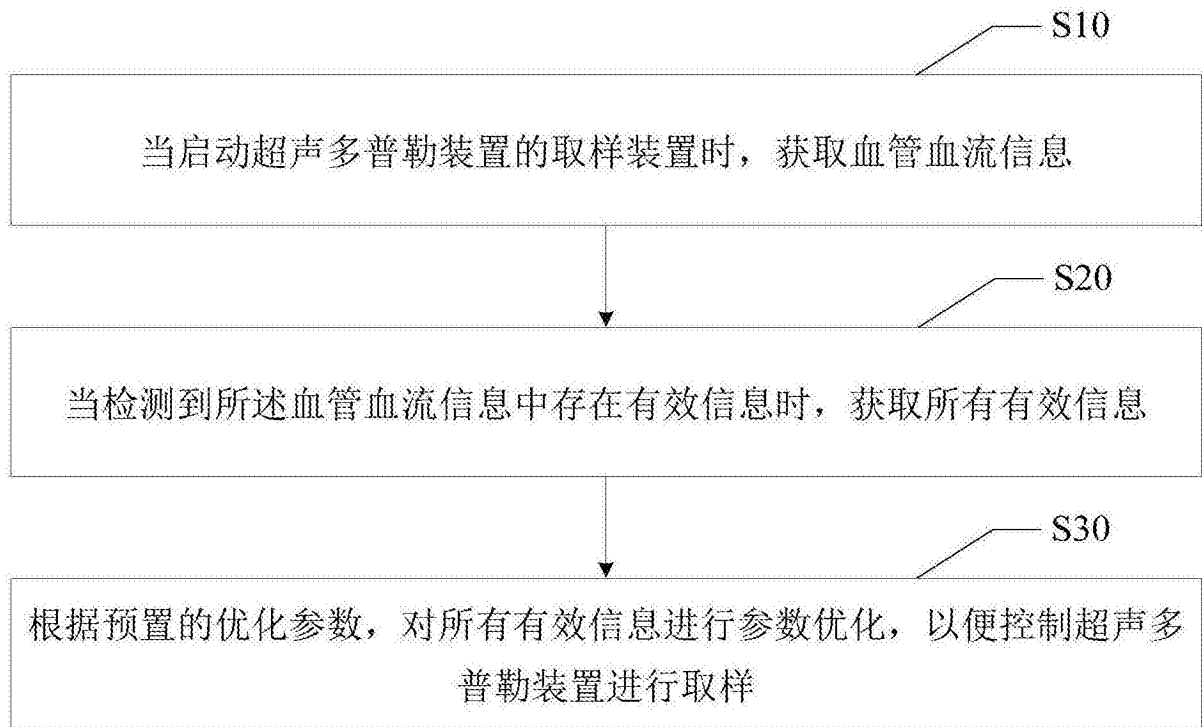 S10
当启动超声多普勒装置的取样装置时，获取血管血流信息
S20
当检测到所述血管血流信息中存在有效信息时，获取所有有效信息
S30
根据预置的优化参数，对所有有效信息进行参数优化，以便控制超声多
普勒装置进行取样